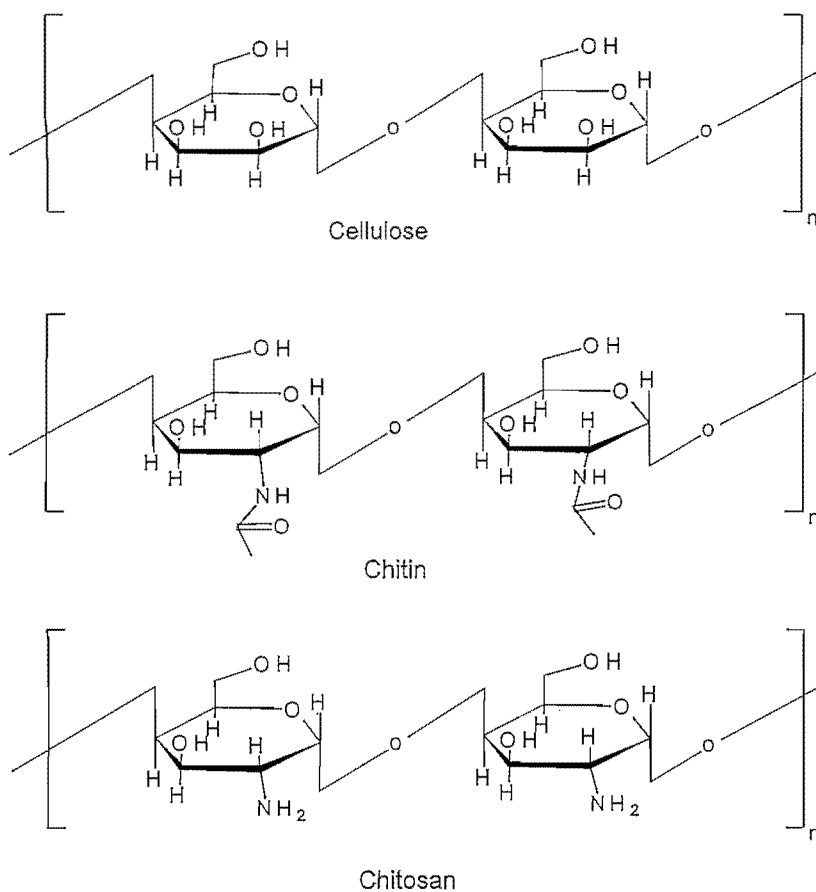 OH OH
O H O H
H H
OH OH o OH OH o
H H H H H H
n
Cellulose
OH OH
O H O H
H H
OH H o OH H o
H H H H
NH NH
O O
n
Chitin
OH OH
O H O H
H H
OH H o OH H o
H H H H
NH2 NH2
n
Chitosan